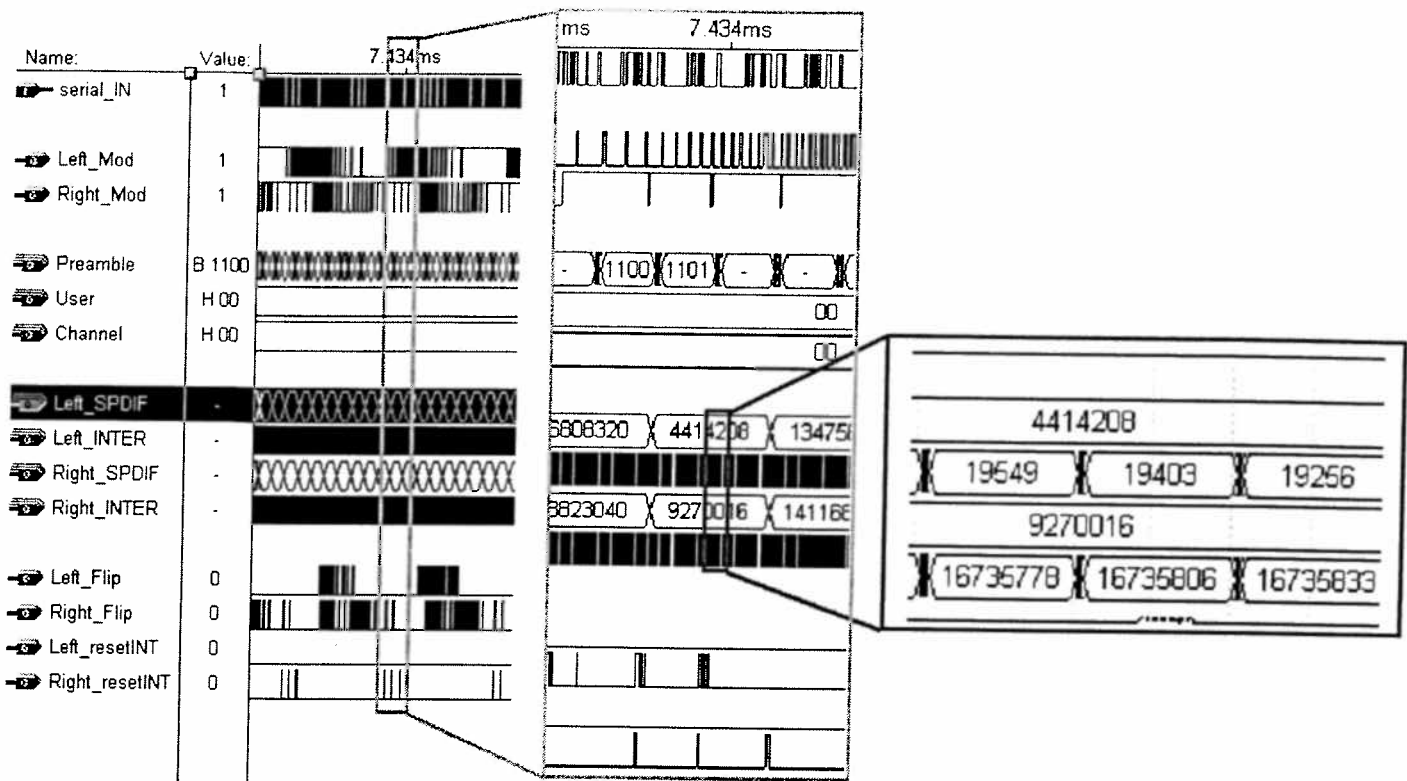 Name:
Value:
7.434ms
serial_IN
1
Left_Mod
1
Right_Mod
1
Preamble
B 1100
User
H 00
Channel
H 00
Left_SPDIF
-
Left_INTER
-
Right_SPDIF
-
Right_INTER
-
Left_Flip
0
Right_Flip
0
Left_resetINT
0
Right_resetINT
0
ms
7.434ms
-
1100
1101
-
-
00
00
6808320
4414208
134758
8823040
9270016
141168
4414208
19549
19403
19256
9270016
16735778
16735806
16735833